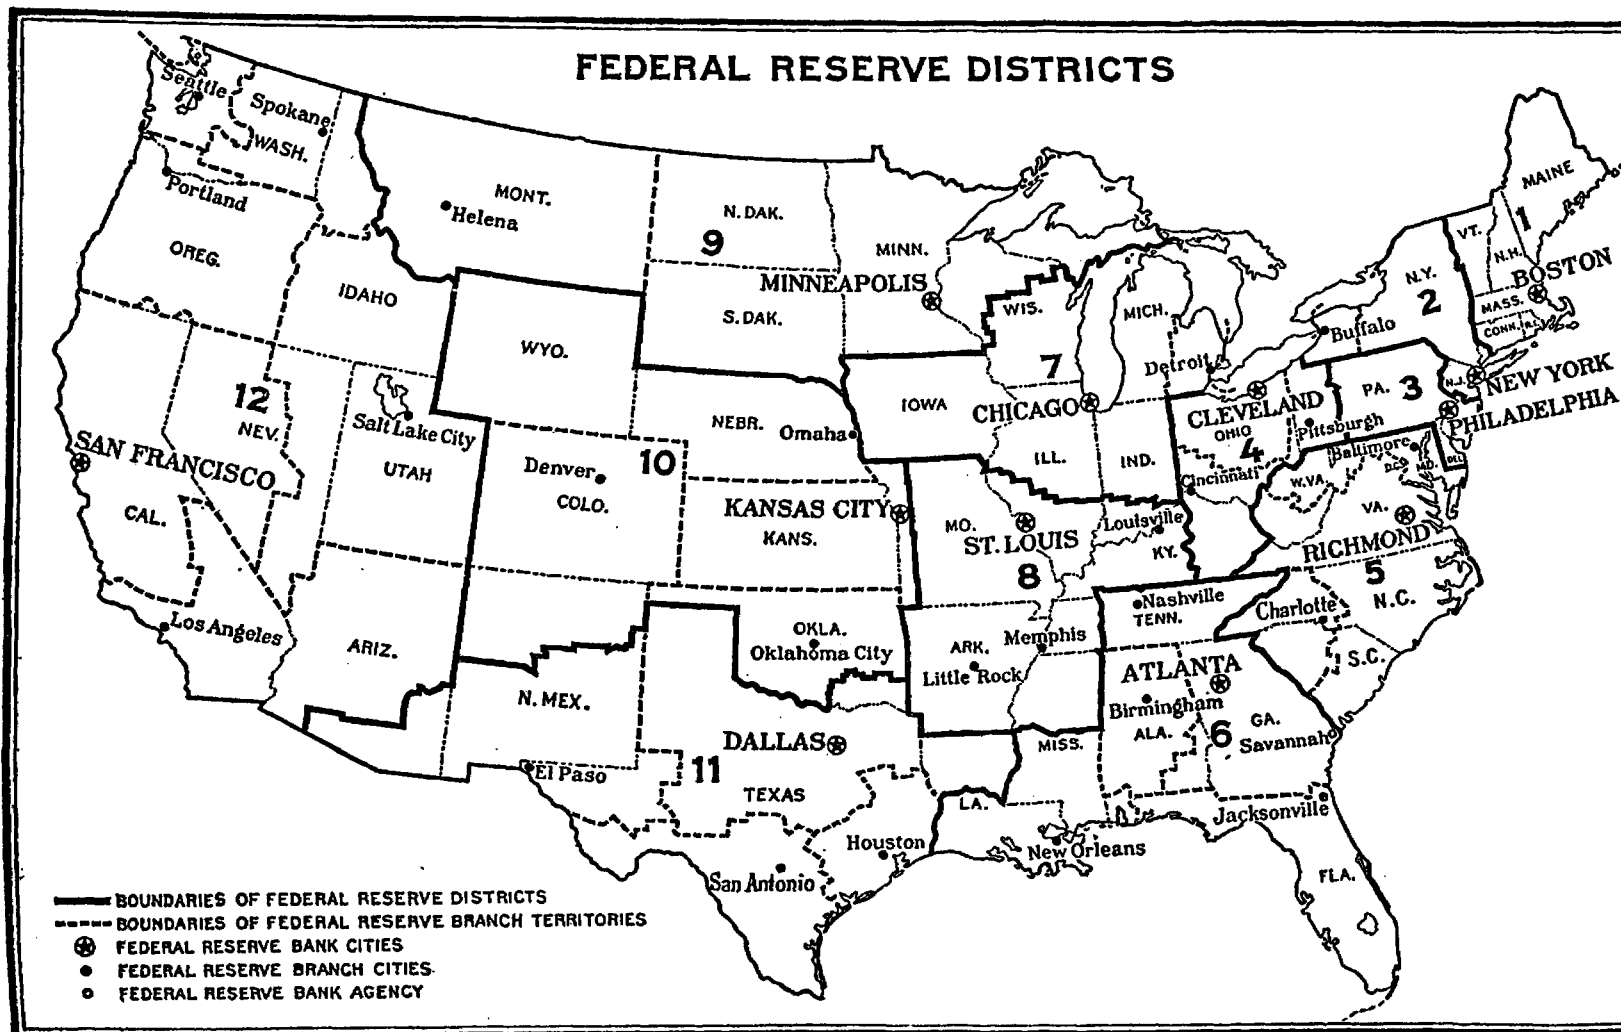 FEDERAL RESERVE DISTRICTS
Seattle
Spokane
WASH.
Portland
OREG.
IDAHO
MONT.
Helena
N. DAK.
9
S. DAK.
MINN.
MINNEAPOLIS
WIS.
MICH.
7
Detroit
WYO.
12
NEV.
Salt Lake City
UTAH
SAN FRANCISCO
CAL.
Los Angeles
ARIZ.
NEBR.
Omaha
IOWA
CHICAGO
ILL.
IND.
Denver
10
COLO.
KANSAS CITY
KANS.
MO.
ST. LOUIS
8
Louisville
KY.
CLEVELAND
OHIO
4
Cincinnati
Pittsburgh
PA.
3
N.Y.
2
Buffalo
MAINE
1
VT.
N.H.
BOSTON
MASS.
CONN.
R.I.
N.J.
NEW YORK
PHILADELPHIA
Baltimore
D.C.
MD.
DEL.
W.VA.
VA.
RICHMOND
5
N.C.
Charlotte
S.C.
Nashville
TENN.
Memphis
ARK.
Little Rock
OKLA.
Oklahoma City
N. MEX.
El Paso
DALLAS
11
TEXAS
Houston
San Antonio
LA.
New Orleans
MISS.
ATLANTA
Birmingham
ALA.
6
GA.
Savannah
Jacksonville
FLA.
BOUNDARIES OF FEDERAL RESERVE DISTRICTS
BOUNDARIES OF FEDERAL RESERVE BRANCH TERRITORIES
FEDERAL RESERVE BANK CITIES
FEDERAL RESERVE BRANCH CITIES
FEDERAL RESERVE BANK AGENCY